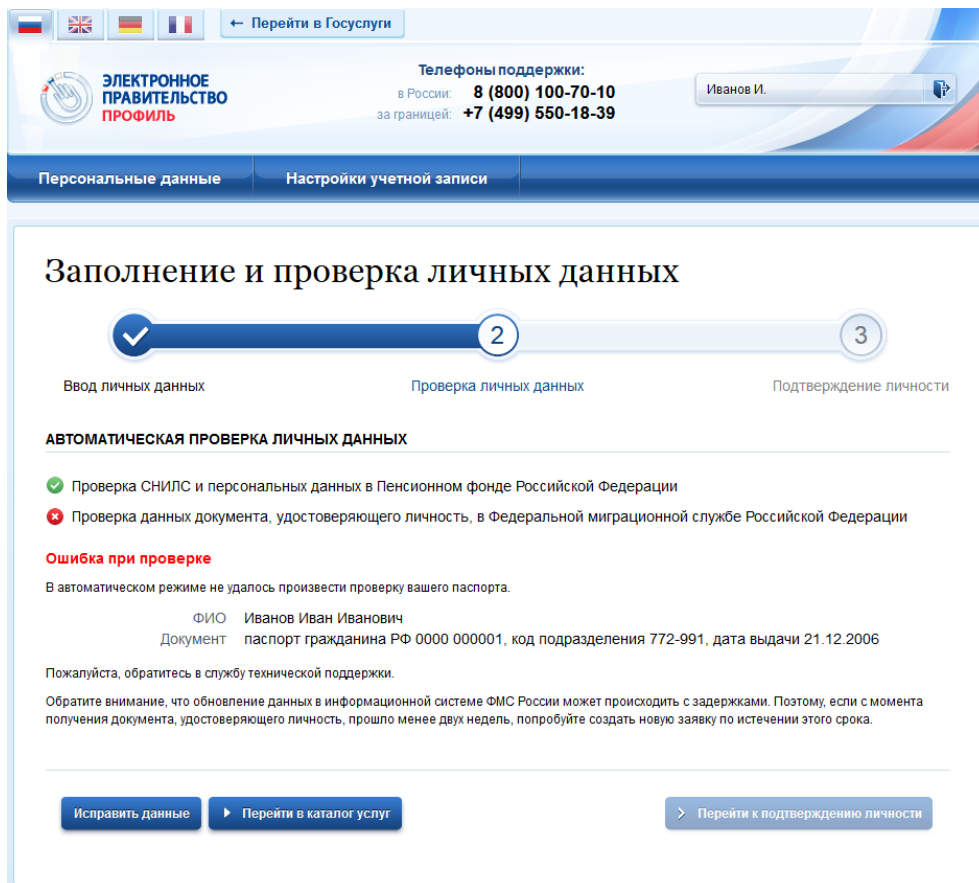 ← Перейти в Госуслуги
ЭЛЕКТРОННОЕ
ПРАВИТЕЛЬСТВО
ПРОФИЛЬ
Телефоны поддержки:
в России: 8 (800) 100-70-10
за границей: +7 (499) 550-18-39
Иванов И.
Персональные данные Настройки учетной записи
Заполнение и проверка личных данных
2 3
Ввод личных данных Проверка личных данных Подтверждение личности
АВТОМАТИЧЕСКАЯ ПРОВЕРКА ЛИЧНЫХ ДАННЫХ
Проверка СНИЛС и персональных данных в Пенсионном фонде Российской Федерации
Проверка данных документа, удостоверяющего личность, в Федеральной миграционной службе Российской Федерации
Ошибка при проверке
В автоматическом режиме не удалось произвести проверку вашего паспорта.
ФИО Иванов Иван Иванович
Документ паспорт гражданина РФ 0000 000001, код подразделения 772-991, дата выдачи 21.12.2006
Пожалуйста, обратитесь в службу технической поддержки.
Обратите внимание, что обновление данных в информационной системе ФМС России может происходить с задержками. Поэтому, если с момента
получения документа, удостоверяющего личность, прошло менее двух недель, попробуйте создать новую заявку по истечении этого срока.
Исправить данные Перейти в каталог услуг Перейти к подтверждению личности